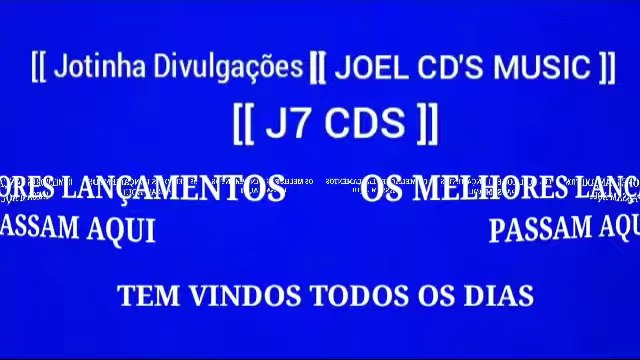 [[ Jotinha Divulgações ]] [[ JOEL CD'S MUSIC ]]
[[ J7 CDS ]]
ORES LANÇAMENTOS OS MELHORES LANÇA
PASSAM AQUI PASSAM AQU
TEM VINDOS TODOS OS DIAS